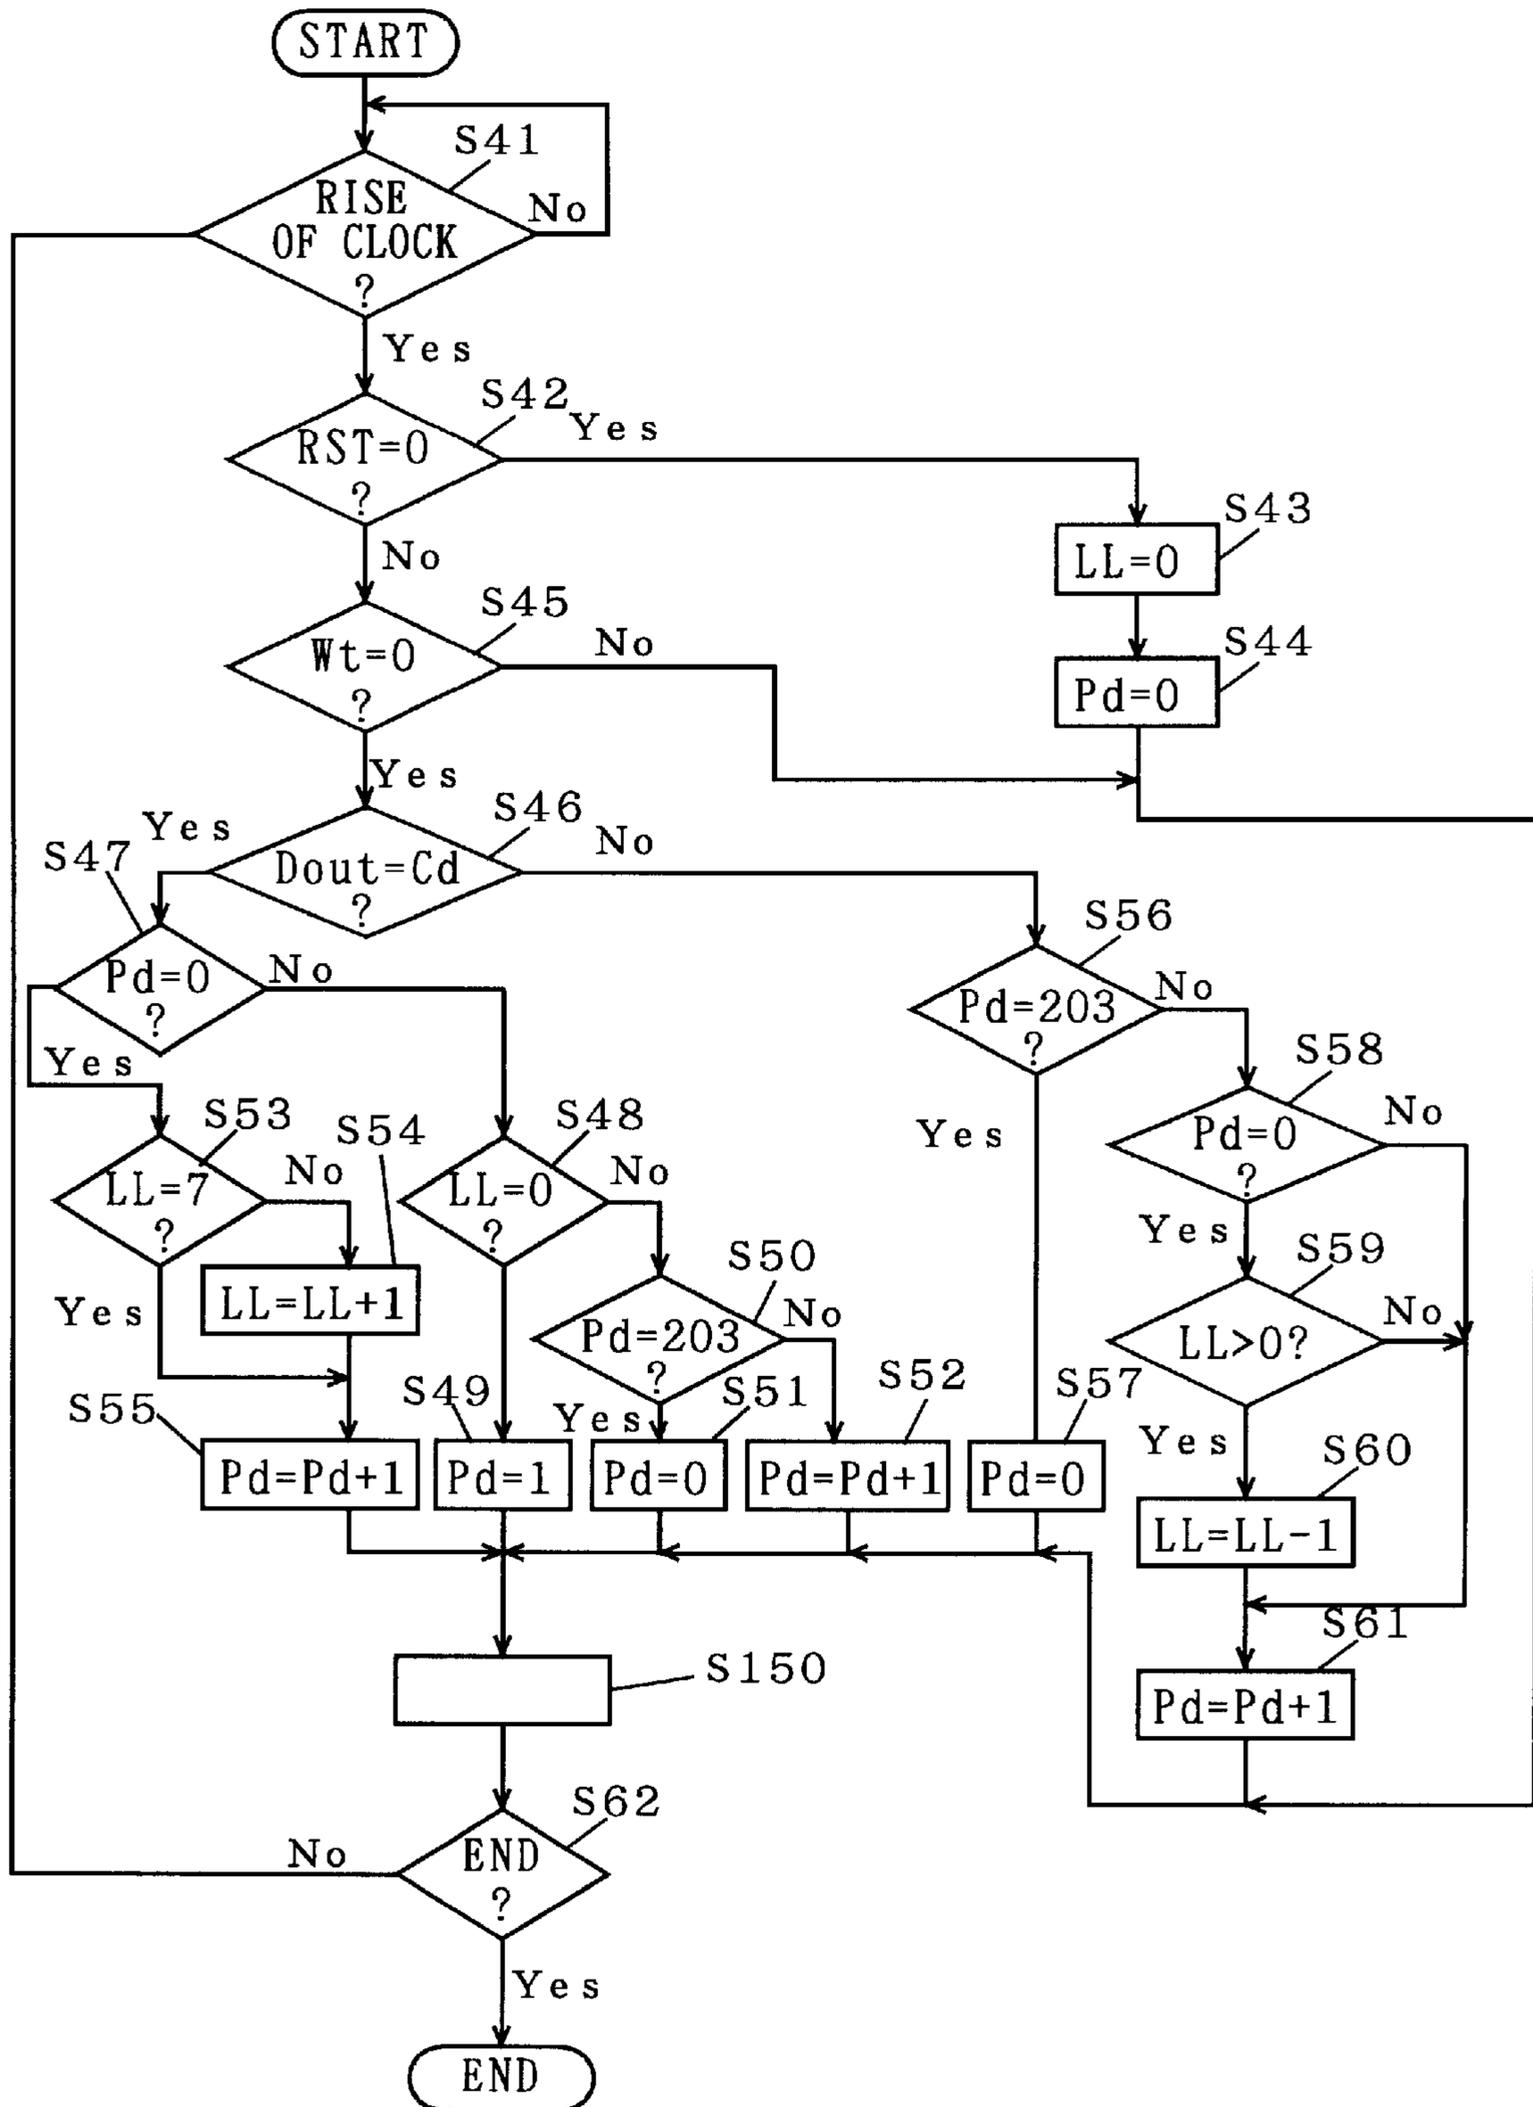 START
S41
RISE
OF CLOCK
?
No
Yes
S42
Yes
RST=0
?
No
S43
LL=0
S45
No
Wt=0
?
S44
Pd=0
Yes
Yes
S46
No
Dout=Cd
?
S47
Pd=0
?
No
Yes
S56
Pd=203
?
No
Yes
S58
Pd=0
?
No
Yes
S53
LL=7
?
No
Yes
S54
LL=LL+1
S48
LL=0
?
No
S50
Pd=203
?
No
Yes
S59
LL>0?
No
Yes
S55
Pd=Pd+1
S49
Pd=1
S51
Pd=0
S52
Pd=Pd+1
S57
Pd=0
S60
LL=LL-1
S61
Pd=Pd+1
S150
S62
END
?
No
Yes
END